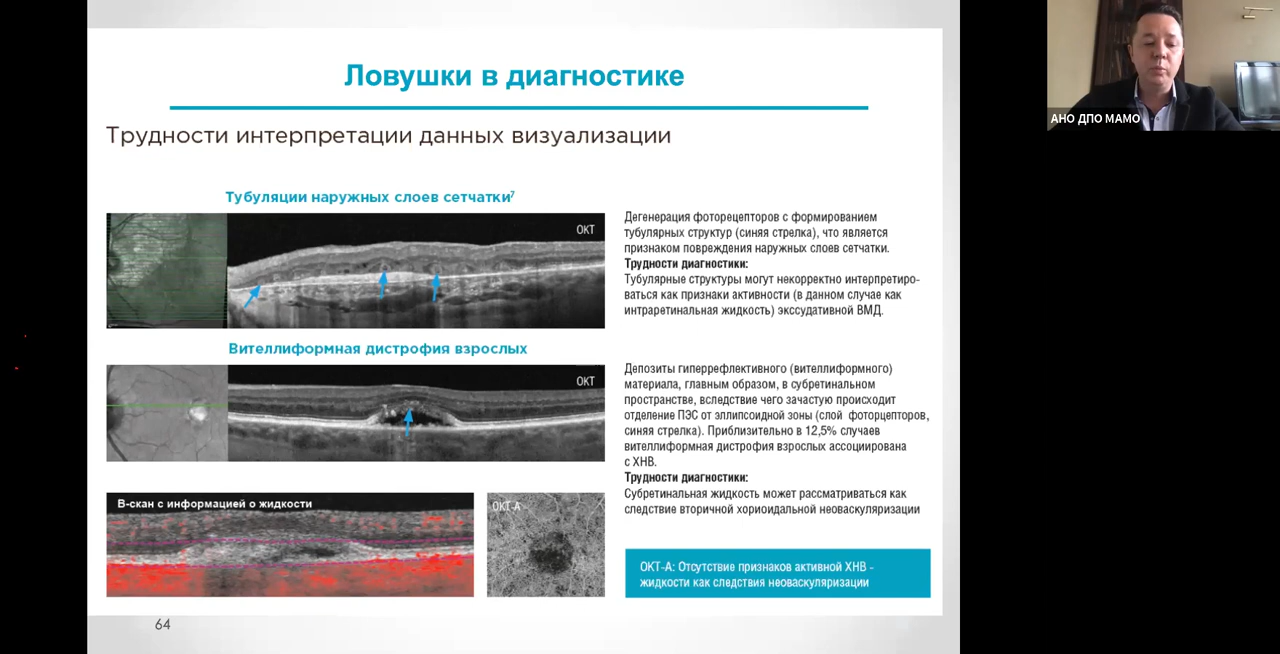 Ловушки в диагностике
Трудности интерпретации данных визуализации
Тубуляции наружных слоев сетчатки⁷
ОКТ
Дегенерация фоторецепторов с формированием
тубулярных структур (синяя стрелка), что является
признаком повреждения наружных слоев сетчатки.
Трудности диагностики:
Тубулярные структуры могут некорректно интерпретиро-
ваться как признаки активности (в данном случае как
интраретинальная жидкость) экссудативной ВМД.
Вителлиформная дистрофия взрослых
ОКТ
Депозиты гиперрефлективного (вителлиформного)
материала, главным образом, в субретинальном
пространстве, вследствие чего зачастую происходит
отделение ПЭС от эллипсоидной зоны (слой фоторцепторов,
синяя стрелка). Приблизительно в 12,5% случаев
вителлиформная дистрофия взрослых ассоциирована
с ХНВ.
Трудности диагностики:
Субретинальная жидкость может рассматриваться как
следствие вторичной хориоидальной неоваскуляризации
В-скан с информацией о жидкости
ОКТ-А
ОКТ-А: Отсутствие признаков активной ХНВ -
жидкости как следствия неоваскуляризации
64
АНО ДПО МАМО